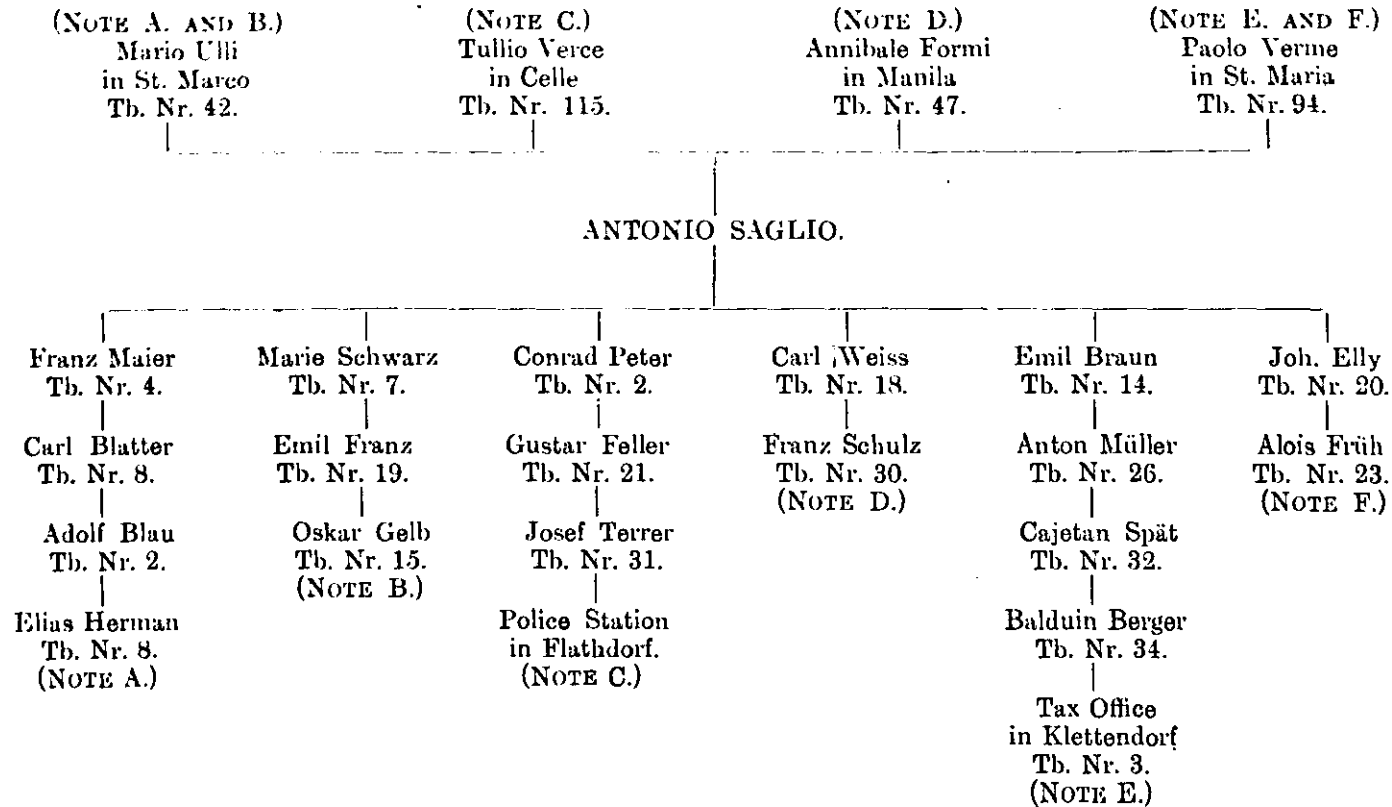 (NOTE A. AND B.)
Mario Ulli
in St. Marco
Tb. Nr. 42.
(NOTE C.)
Tullio Verce
in Celle
Tb. Nr. 115.
(NOTE D.)
Annibale Formi
in Manila
Tb. Nr. 47.
(NOTE E. AND F.)
Paolo Verme
in St. Maria
Tb. Nr. 94.
ANTONIO SAGLIO.
Franz Maier
Tb. Nr. 4.
Carl Blatter
Tb. Nr. 8.
Adolf Blau
Tb. Nr. 2.
Elias Herman
Tb. Nr. 8.
(NOTE A.)
Marie Schwarz
Tb. Nr. 7.
Emil Franz
Tb. Nr. 19.
Oskar Gelb
Tb. Nr. 15.
(NOTE B.)
Conrad Peter
Tb. Nr. 2.
Gustar Feller
Tb. Nr. 21.
Josef Terrer
Tb. Nr. 31.
Police Station
in Flathdorf.
(NOTE C.)
Carl Weiss
Tb. Nr. 18.
Franz Schulz
Tb. Nr. 30.
(NOTE D.)
Emil Braun
Tb. Nr. 14.
Anton Müller
Tb. Nr. 26.
Cajetan Spät
Tb. Nr. 32.
Balduin Berger
Tb. Nr. 34.
Tax Office
in Klettendorf
Tb. Nr. 3.
(NOTE E.)
Joh. Elly
Tb. Nr. 20.
Alois Früh
Tb. Nr. 23.
(NOTE F.)